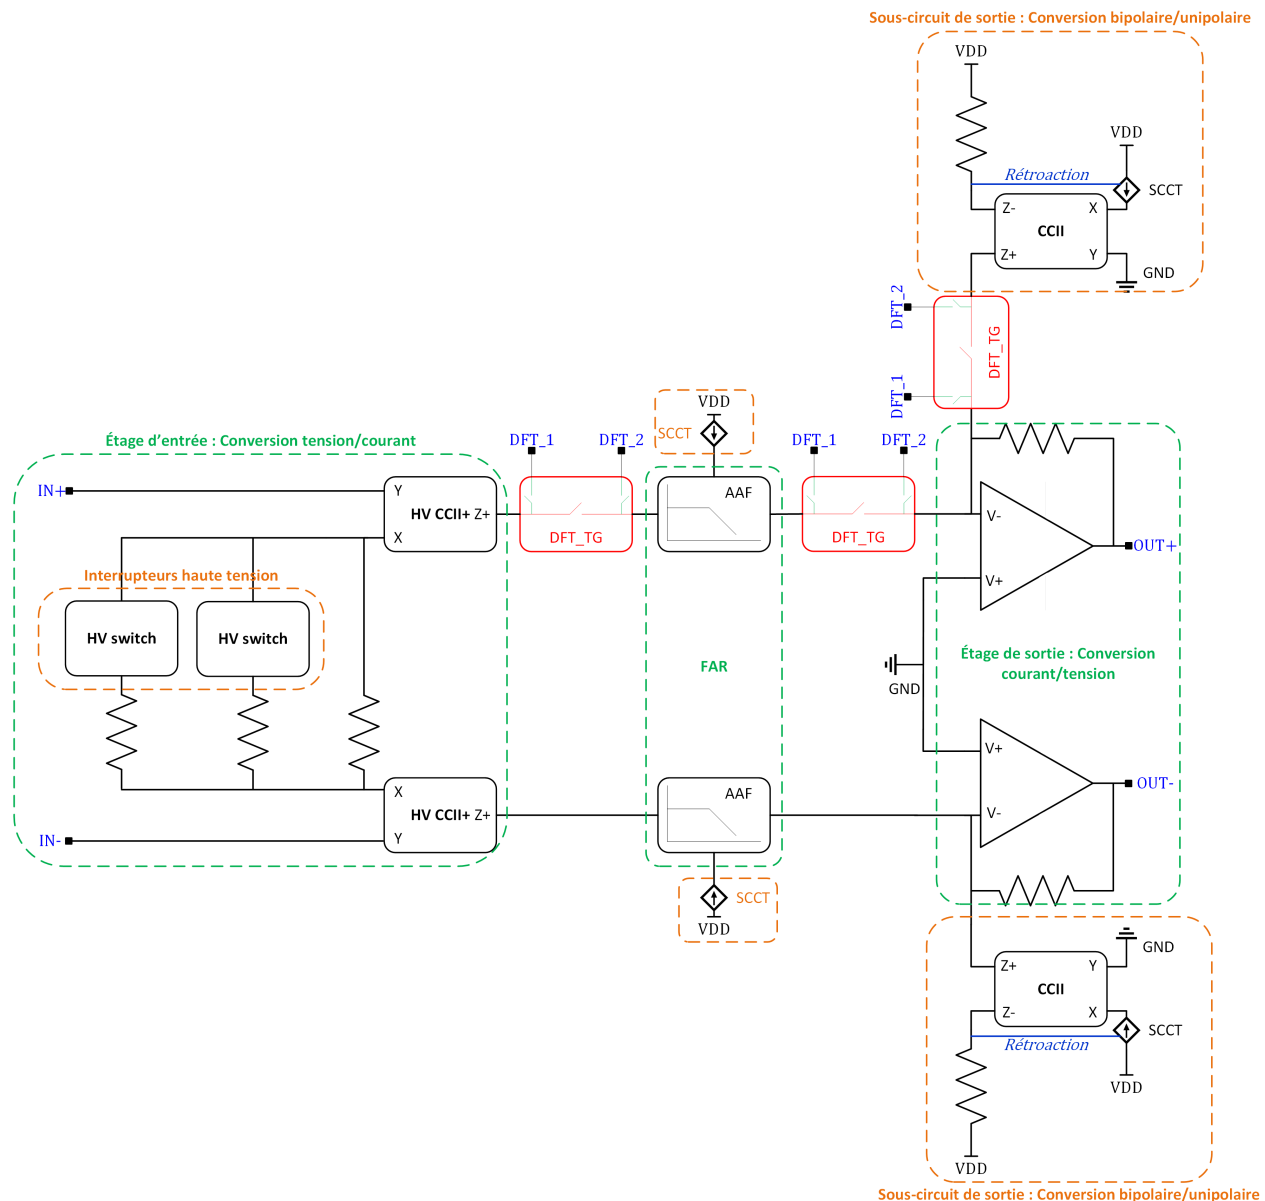 Sous-circuit de sortie : Conversion bipolaire/unipolaire
VDD
VDD
Rétroaction
SCCT
Z-
X
CCII
Z+
Y
GND
DFT_2
DFT_TG
DFT_1
VDD
SCCT
Étage d'entrée : Conversion tension/courant
DFT_1
DFT_2
DFT_1
DFT_2
IN+
Y
HV CCII+
Z+
X
DFT_TG
AAF
DFT_TG
V-
OUT+
V+
Interrupteurs haute tension
HV switch
HV switch
FAR
Étage de sortie : Conversion
courant/tension
GND
V+
OUT-
V-
X
HV CCII+
Z+
Y
IN-
AAF
SCCT
VDD
GND
Z+
Y
CCII
Z-
X
SCCT
Rétroaction
VDD
VDD
Sous-circuit de sortie : Conversion bipolaire/unipolaire